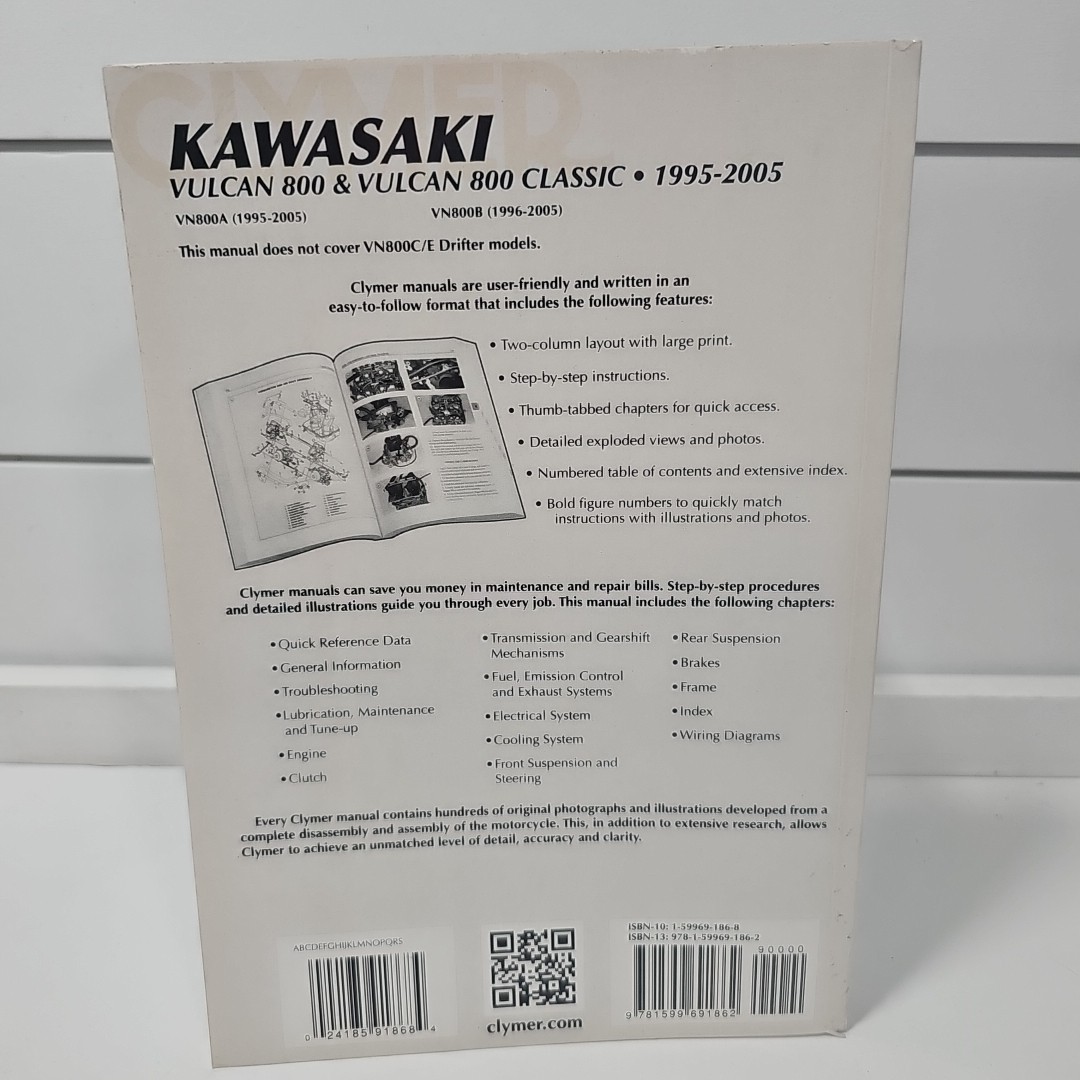 CLYMER
KAWASAKI
VULCAN 800 & VULCAN 800 CLASSIC • 1995-2005
VN800A (1995-2005) VN800B (1996-2005)
This manual does not cover VN800C/E Drifter models.
Clymer manuals are user-friendly and written in an
easy-to-follow format that includes the following features:
• Two-column layout with large print.
• Step-by-step instructions.
• Thumb-tabbed chapters for quick access.
• Detailed exploded views and photos.
• Numbered table of contents and extensive index.
• Bold figure numbers to quickly match
instructions with illustrations and photos.
Clymer manuals can save you money in maintenance and repair bills. Step-by-step procedures
and detailed illustrations guide you through every job. This manual includes the following chapters:
• Quick Reference Data
• General Information
• Troubleshooting
• Lubrication, Maintenance
and Tune-up
• Engine
• Clutch
• Transmission and Gearshift
Mechanisms
• Fuel, Emission Control
and Exhaust Systems
• Electrical System
• Cooling System
• Front Suspension and
Steering
• Rear Suspension
• Brakes
• Frame
• Index
• Wiring Diagrams
Every Clymer manual contains hundreds of original photographs and illustrations developed from a
complete disassembly and assembly of the motorcycle. This, in addition to extensive research, allows
Clymer to achieve an unmatched level of detail, accuracy and clarity.
ABCDEFGHIJKLMNOPQRS
0 24185 91868 4
clymer.com
ISBN-10: 1-59969-186-8
ISBN-13: 978-1-59969-186-2
90000
9 781599 691862